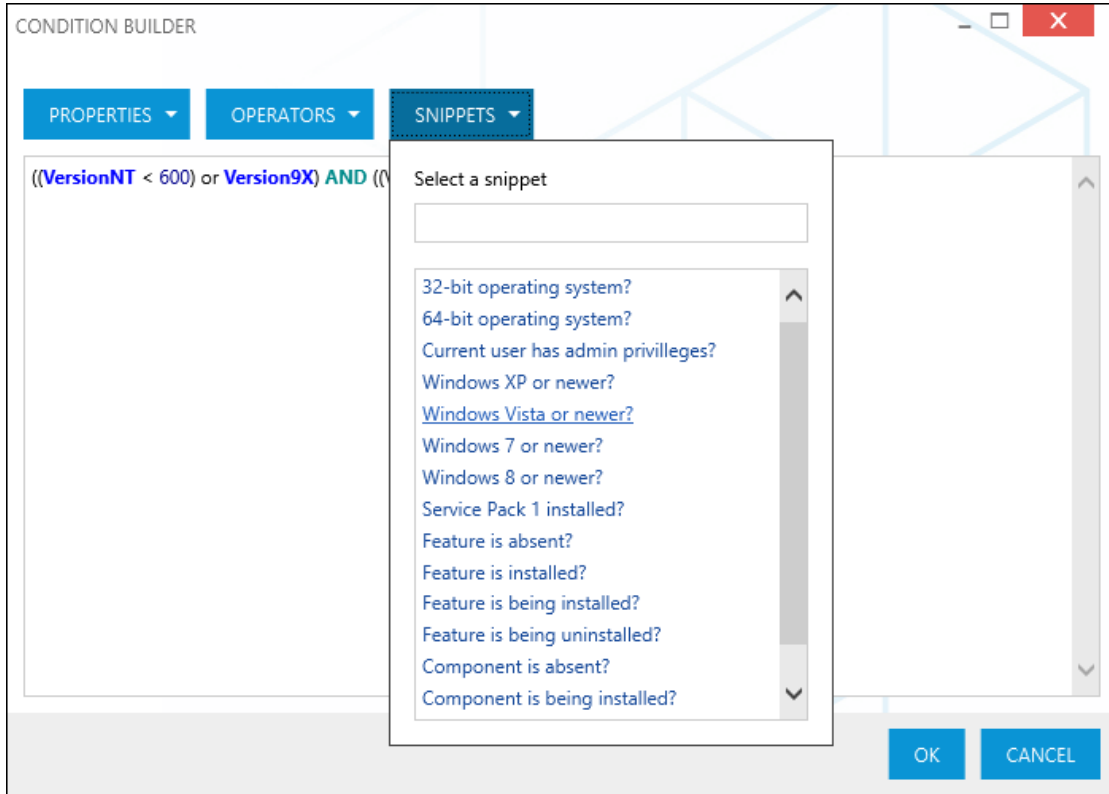 CONDITION BUILDER
PROPERTIES OPERATORS SNIPPETS
((VersionNT < 600) or Version9X) AND ((
Select a snippet
32-bit operating system?
64-bit operating system?
Current user has admin privilleges?
Windows XP or newer?
Windows Vista or newer?
Windows 7 or newer?
Windows 8 or newer?
Service Pack 1 installed?
Feature is absent?
Feature is installed?
Feature is being installed?
Feature is being uninstalled?
Component is absent?
Component is being installed?
OK CANCEL